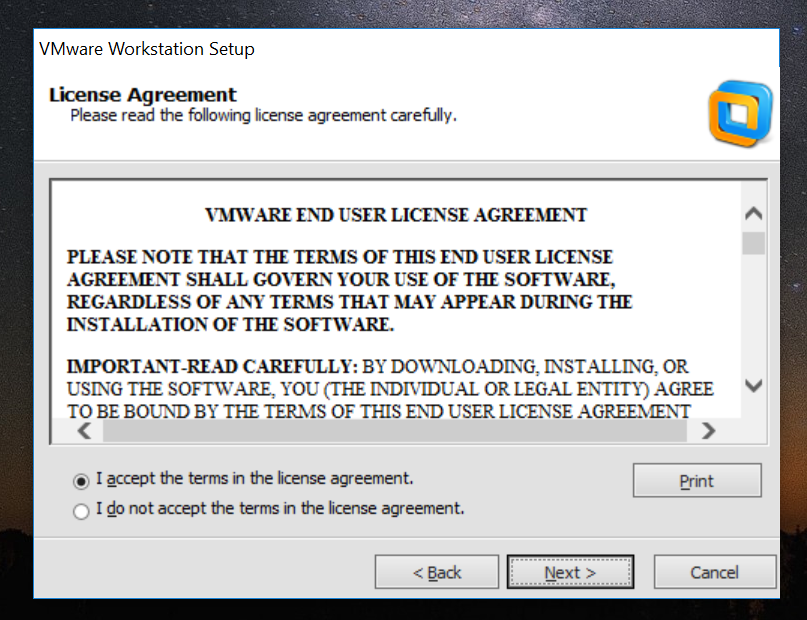 VMware Workstation Setup
License Agreement
Please read the following license agreement carefully.
VMWARE END USER LICENSE AGREEMENT
PLEASE NOTE THAT THE TERMS OF THIS END USER LICENSE
AGREEMENT SHALL GOVERN YOUR USE OF THE SOFTWARE,
REGARDLESS OF ANY TERMS THAT MAY APPEAR DURING THE
INSTALLATION OF THE SOFTWARE.
IMPORTANT-READ CAREFULLY: BY DOWNLOADING, INSTALLING, OR
USING THE SOFTWARE, YOU (THE INDIVIDUAL OR LEGAL ENTITY) AGREE
TO BE BOUND BY THE TERMS OF THIS END USER LICENSE AGREEMENT
I accept the terms in the license agreement.
Print
I do not accept the terms in the license agreement.
< Back
Next >
Cancel